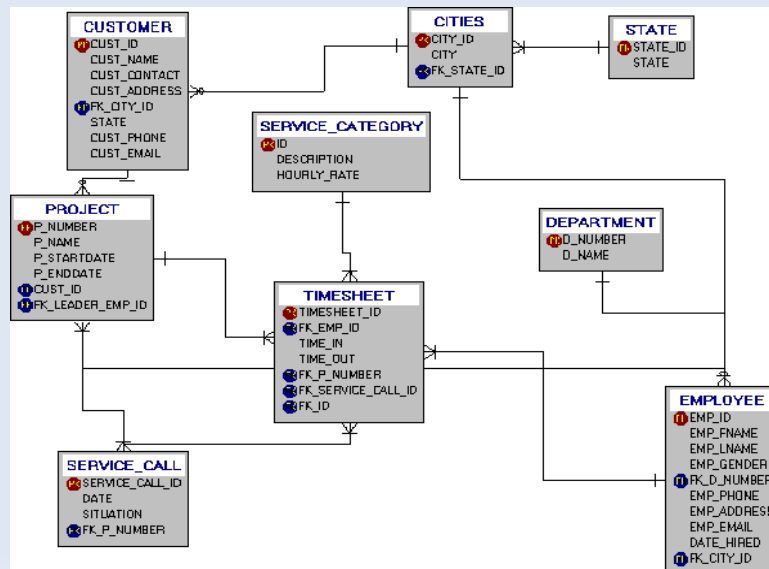 CUSTOMER
CUST_ID
CUST_NAME
CUST_CONTACT
CUST_ADDRESS
FK_CITY_ID
STATE
CUST_PHONE
CUST_EMAIL
CITIES
CITY_ID
CITY
FK_STATE_ID
STATE
STATE_ID
STATE
SERVICE_CATEGORY
ID
DESCRIPTION
HOURLY_RATE
PROJECT
P_NUMBER
P_NAME
P_STARTDATE
P_ENDDATE
CUST_ID
FK_LEADER_EMP_ID
DEPARTMENT
D_NUMBER
D_NAME
TIMESHEET
TIMESHEET_ID
FK_EMP_ID
TIME_IN
TIME_OUT
FK_P_NUMBER
FK_SERVICE_CALL_ID
FK_ID
EMPLOYEE
EMP_ID
EMP_FNAME
EMP_LNAME
EMP_GENDER
FK_D_NUMBER
EMP_PHONE
EMP_ADDRESS
EMP_EMAIL
DATE_HIRED
FK_CITY_ID
SERVICE_CALL
SERVICE_CALL_ID
DATE
SITUATION
FK_P_NUMBER